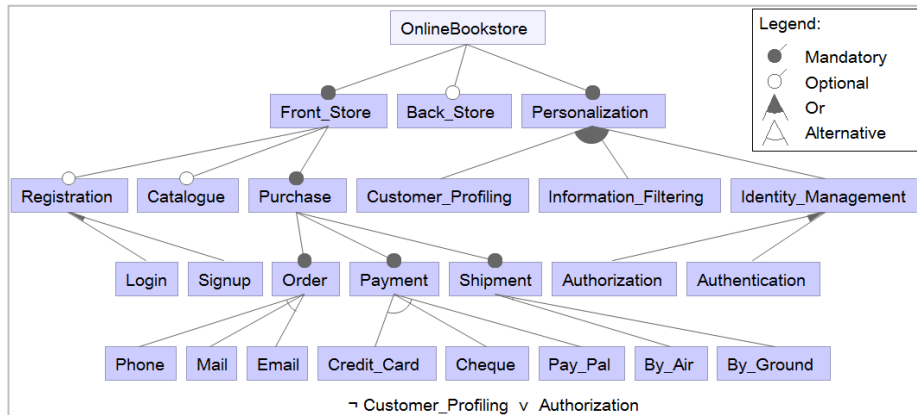 OnlineBookstore
Legend:
Mandatory
Optional
Or
Alternative
Front_Store Back_Store Personalization
Registration Catalogue Purchase Customer_Profiling Information_Filtering Identity_Management
Login Signup Order Payment Shipment Authorization Authentication
Phone Mail Email Credit_Card Cheque Pay_Pal By_Air By_Ground
¬ Customer_Profiling ∨ Authorization